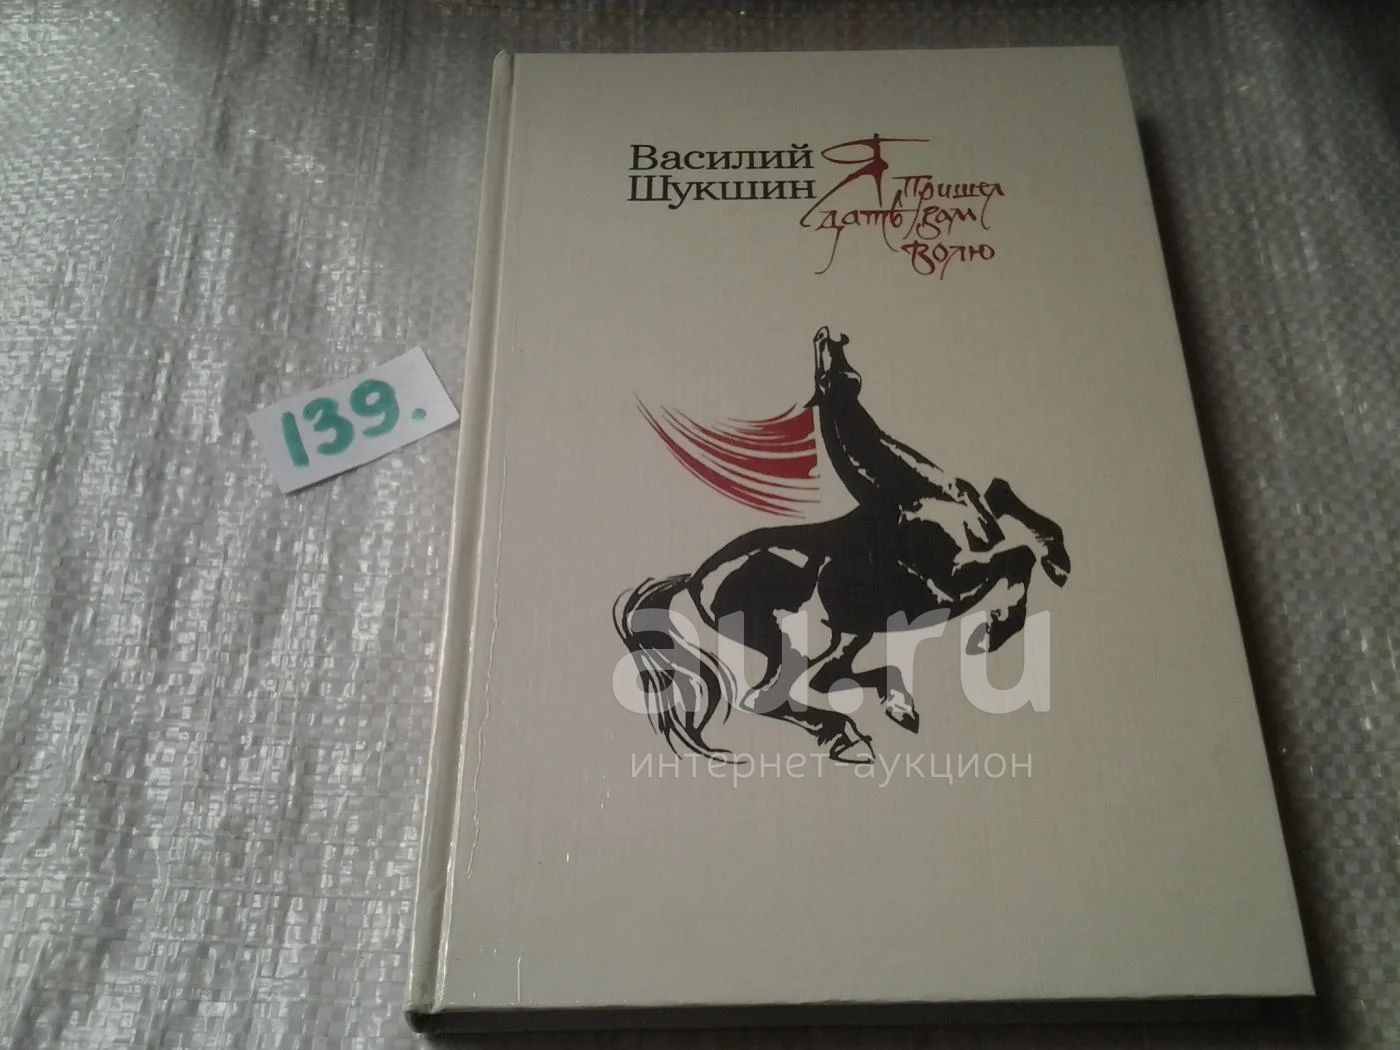 Василий
Шукшин
Я
пришел
дать вам
волю
139.
au.ru
интернет-аукцион